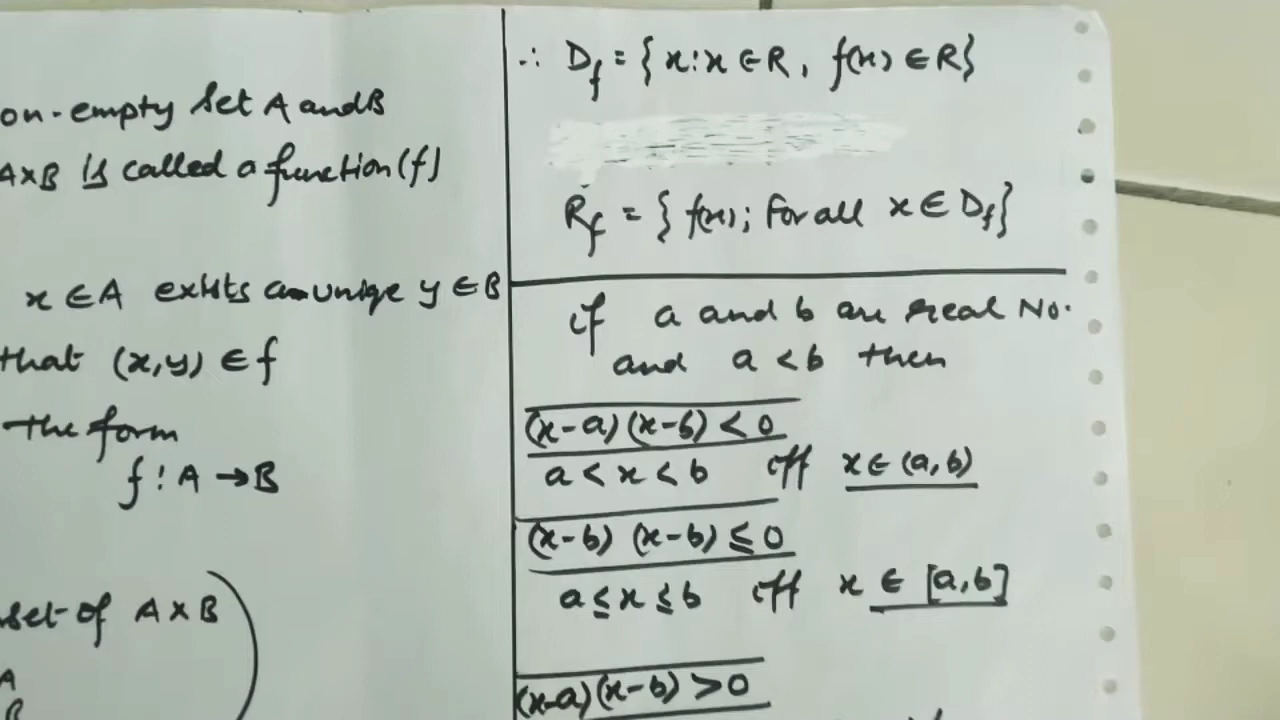 on-empty set A and B
A×B is called a function (f)
x ∈ A exists a unique y ∈ B
that (x,y) ∈ f
the form
f : A → B
set of A × B
A
B
∴ D_f = { x : x ∈ R, f(x) ∈ R}
R_f = { f(x); For all x ∈ D_f}
if a and b are real No.
and a < b then
(x-a) (x-b) < 0
a < x < b iff x ∈ (a, b)
(x-b) (x-b) ≤ 0
a ≤ x ≤ b iff x ∈ [a, b]
(x-a) (x-b) > 0